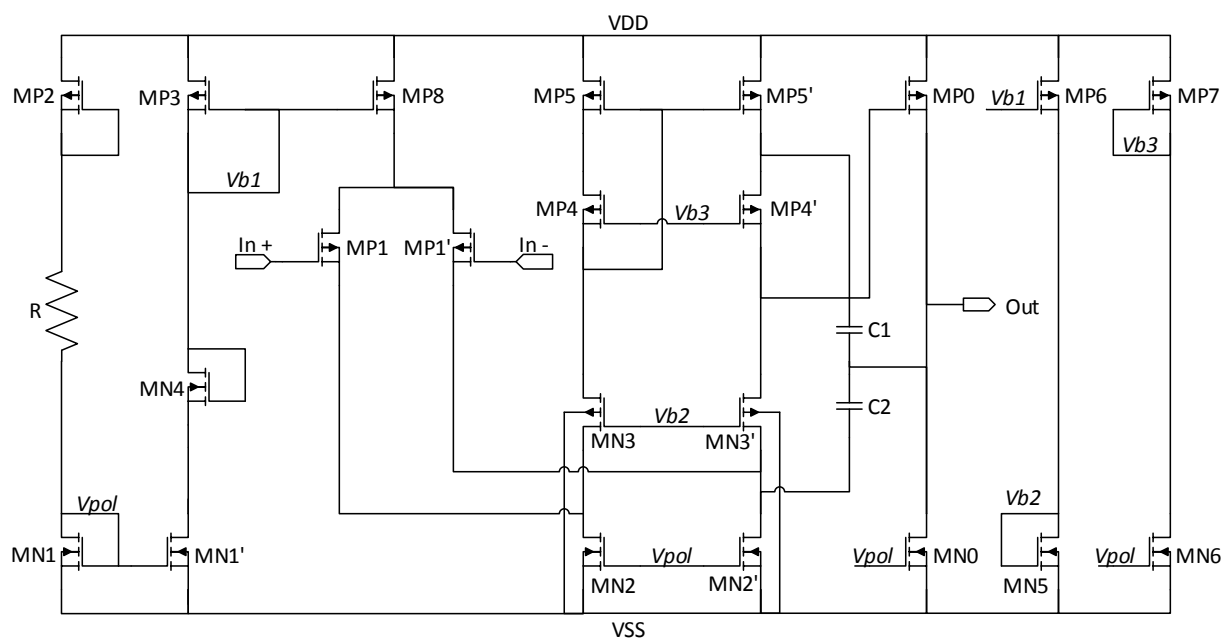 VDD
MP2
MP3
MP8
MP5
MP5'
MP0
Vb1
MP6
MP7
Vb3
Vb1
MP4
Vb3
MP4'
In +
MP1
MP1'
In -
R
Out
C1
MN4
C2
Vb2
MN3
MN3'
Vpol
Vb2
MN1
MN1'
Vpol
Vpol
MN0
Vpol
MN6
MN2
MN2'
MN5
VSS